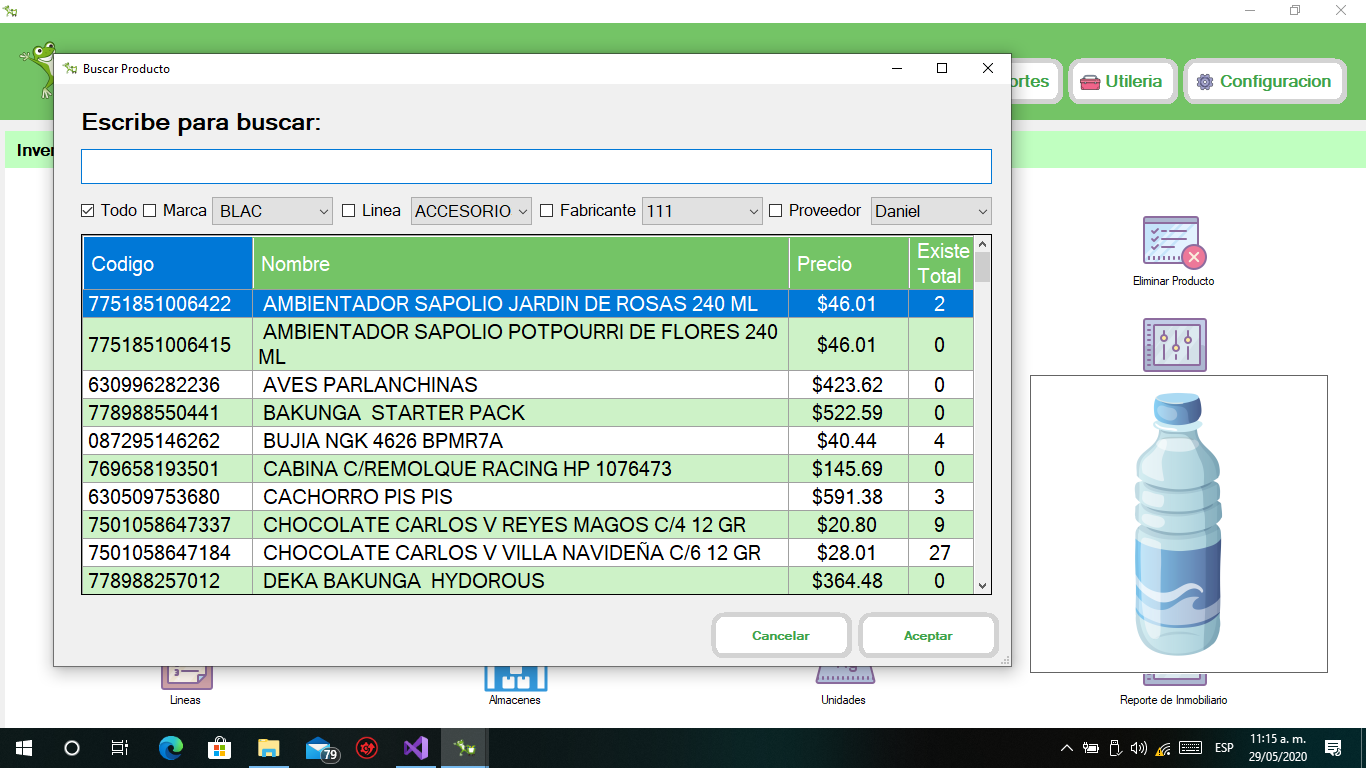 Buscar Producto
ortes
Utileria
Configuracion
Escribe para buscar:
Inver
Todo Marca BLAC Linea ACCESORIO Fabricante 111 Proveedor Daniel
Codigo Nombre Precio Existe Total
7751851006422 AMBIENTADOR SAPOLIO JARDIN DE ROSAS 240 ML $46.01 2
7751851006415 AMBIENTADOR SAPOLIO POTPOURRI DE FLORES 240 ML $46.01 0
630996282236 AVES PARLANCHINAS $423.62 0
778988550441 BAKUNGA  STARTER PACK $522.59 0
087295146262 BUJIA NGK 4626 BPMR7A $40.44 4
769658193501 CABINA C/REMOLQUE RACING HP 1076473 $145.69 0
630509753680 CACHORRO PIS PIS $591.38 3
7501058647337 CHOCOLATE CARLOS V REYES MAGOS C/4 12 GR $20.80 9
7501058647184 CHOCOLATE CARLOS V VILLA NAVIDEÑA C/6 12 GR $28.01 27
778988257012 DEKA BAKUNGA  HYDOROUS $364.48 0
Cancelar
Aceptar
Eliminar Producto
Lineas
Almacenes
Unidades
Reporte de Inmobiliario
79
ESP
11:15 a. m.
29/05/2020